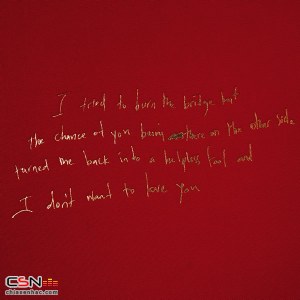 I tried to burn the bridge but
the chance of you being there on the other side
turned me back into a helpless fool and
I don't want to love you
CSN
chiasenhac.com